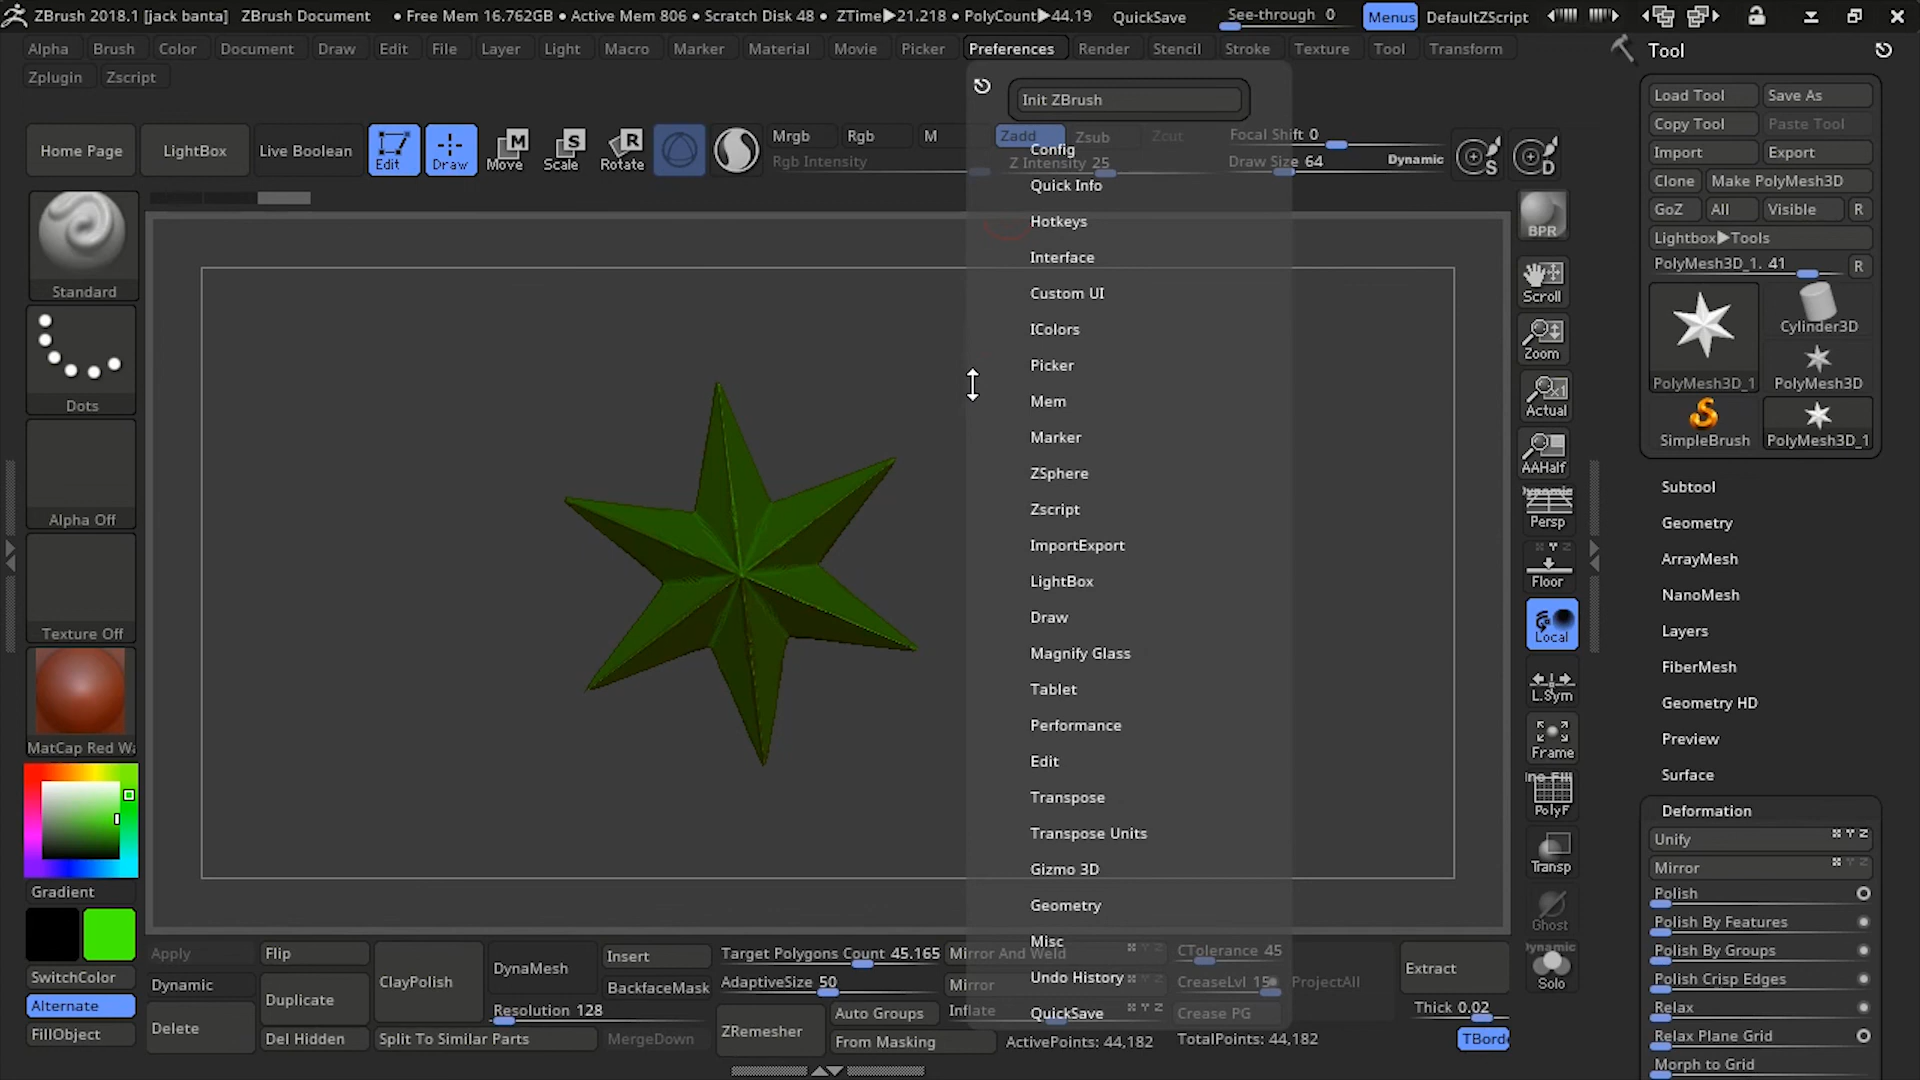 ZBrush 2018.1 [jack banta] ZBrush Document • Free Mem 16.762GB • Active Mem 806 • Scratch Disk 48 • ZTime▶21.218 • PolyCount▶44.19 QuickSave See-through 0 Menus DefaultZScript
Alpha Brush Color Document Draw Edit File Layer Light Macro Marker Material Movie Picker Preferences Render Stencil Stroke Texture Tool Transform
Zplugin Zscript
Init ZBrush
Home Page LightBox Live Boolean Edit Draw Move Scale Rotate Mrgb Rgb M Zadd Zsub Zcut Focal Shift 0
Rgb Intensity Z Intensity 25 Draw Size 64 Dynamic S D
Config
Quick Info
Hotkeys
Interface
Custom UI
IColors
Picker
Mem
Marker
ZSphere
Zscript
ImportExport
LightBox
Draw
Magnify Glass
Tablet
Performance
Edit
Transpose
Transpose Units
Gizmo 3D
Geometry
Misc
Undo History
QuickSave
Standard
Dots
Alpha Off
Texture Off
MatCap Red Wa
Gradient
SwitchColor
Alternate
FillObject
BPR
Scroll
Zoom
Actual
AAHalf
Dynamic
Persp
Floor
Local
L.Sym
Frame
PolyF
Transp
Ghost
Dynamic
Solo
Tool
Load Tool Save As
Copy Tool Paste Tool
Import Export
Clone Make PolyMesh3D
GoZ All Visible R
Lightbox▶Tools
PolyMesh3D_1. 41 R
Cylinder3D
PolyMesh3D_1 PolyMesh3D
SimpleBrush PolyMesh3D_1
Subtool
Geometry
ArrayMesh
NanoMesh
Layers
FiberMesh
Geometry HD
Preview
Surface
Deformation
Unify X Y Z
Mirror X Y Z
Polish
Polish By Features
Polish By Groups
Polish Crisp Edges
Relax
Relax Plane Grid
Morph to Grid
Apply Flip ClayPolish DynaMesh Insert Target Polygons Count 45.165 Mirror And Weld CTolerance 45 Extract
Dynamic Duplicate BackfaceMask AdaptiveSize 50 Mirror CreaseLvl 15 ProjectAll
Resolution 128 Auto Groups Inflate X Y Z Crease PG Thick 0.02
Delete Del Hidden Split To Similar Parts MergeDown ZRemesher From Masking ActivePoints: 44,182 TotalPoints: 44,182 TBord